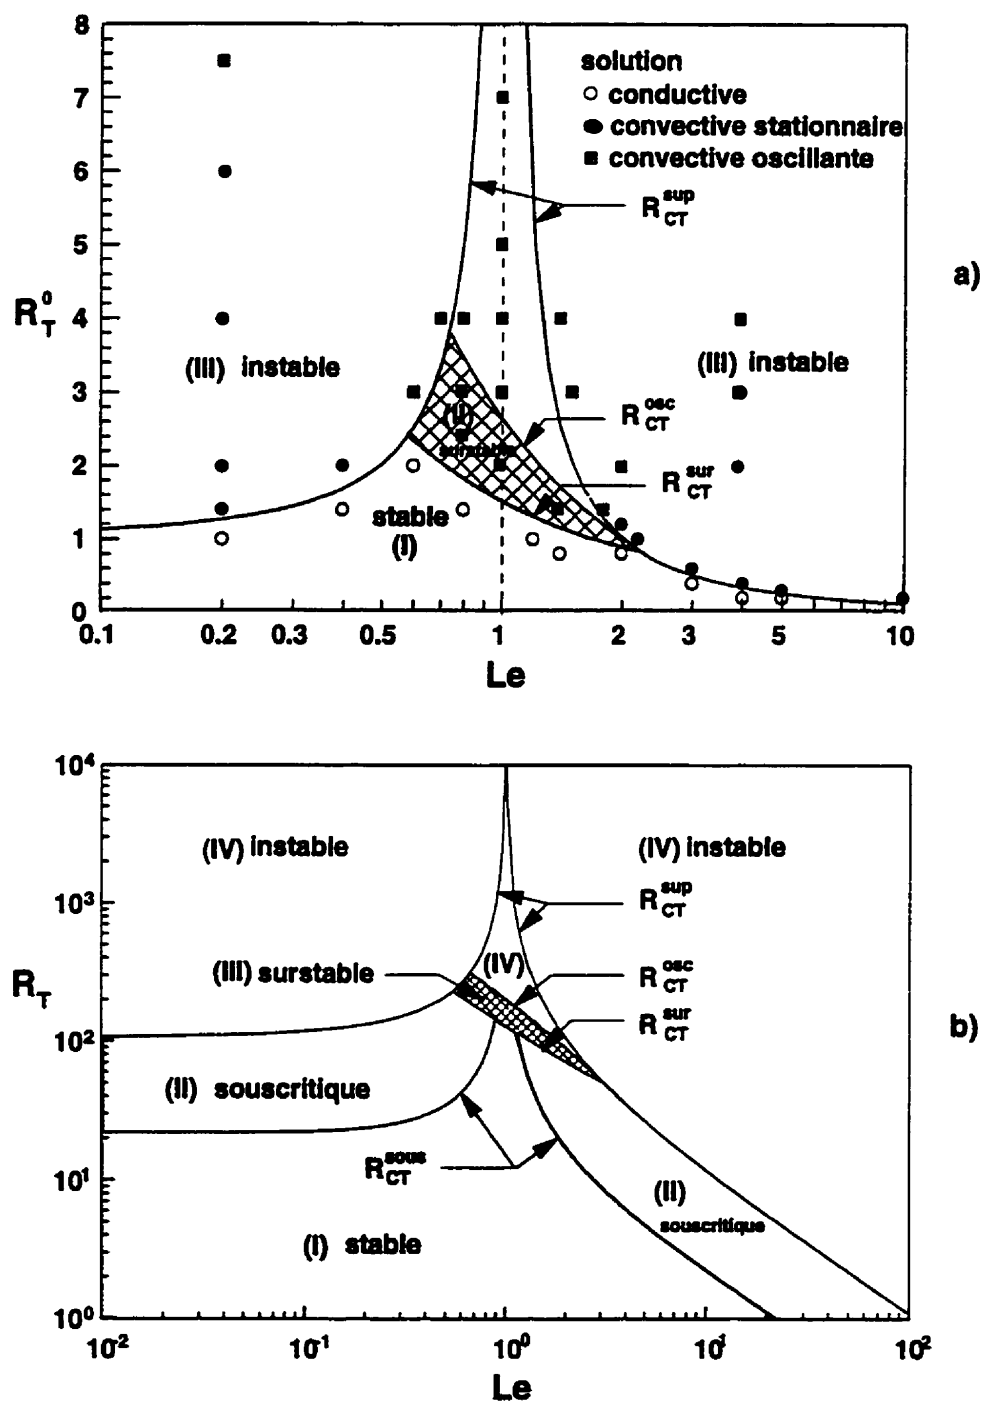 8
7
6
5
4
3
2
1
0
R_T^0
solution
conductive
convective stationnaire
convective oscillante
R_CT^sup
a)
(III) instable
(III) instable
R_CT^osc
(II)
surstable
R_CT^sur
stable
(I)
0.1 0.2 0.3 0.5 1 2 3 5 10
Le
10^4
10^3
10^2
10^1
10^0
R_T
(IV) instable
(IV) instable
R_CT^sup
(III) surstable
(IV)
R_CT^osc
R_CT^sur
b)
(II) souscritique
R_CT^sous
(II)
souscritique
(I) stable
10^-2 10^-1 10^0 10^1 10^2
Le